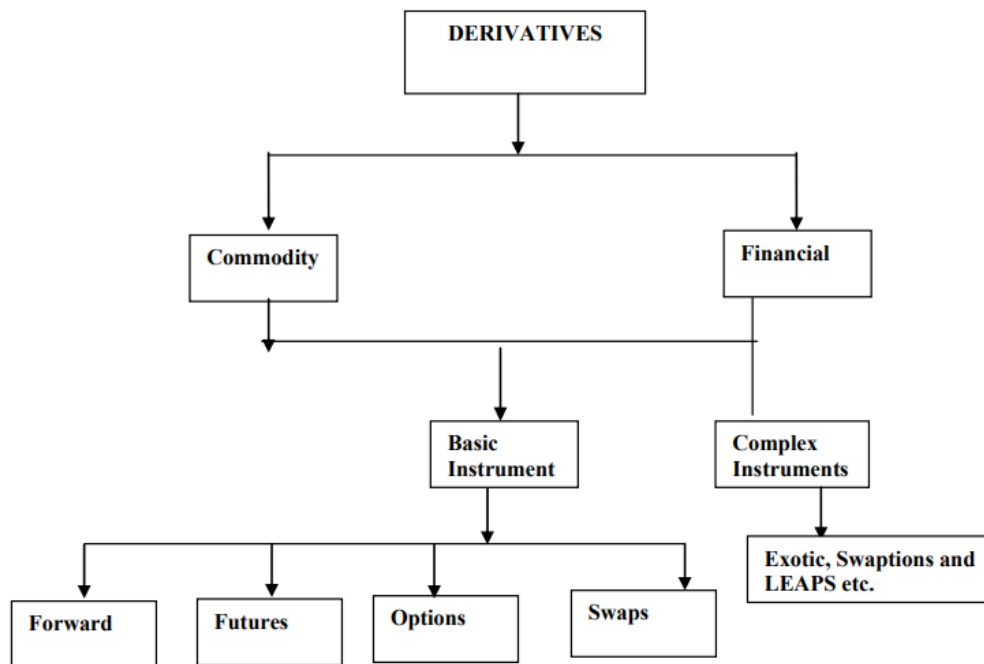 DERIVATIVES
Commodity
Financial
Basic
Instrument
Complex
Instruments
Exotic, Swaptions and
LEAPS etc.
Forward
Futures
Options
Swaps